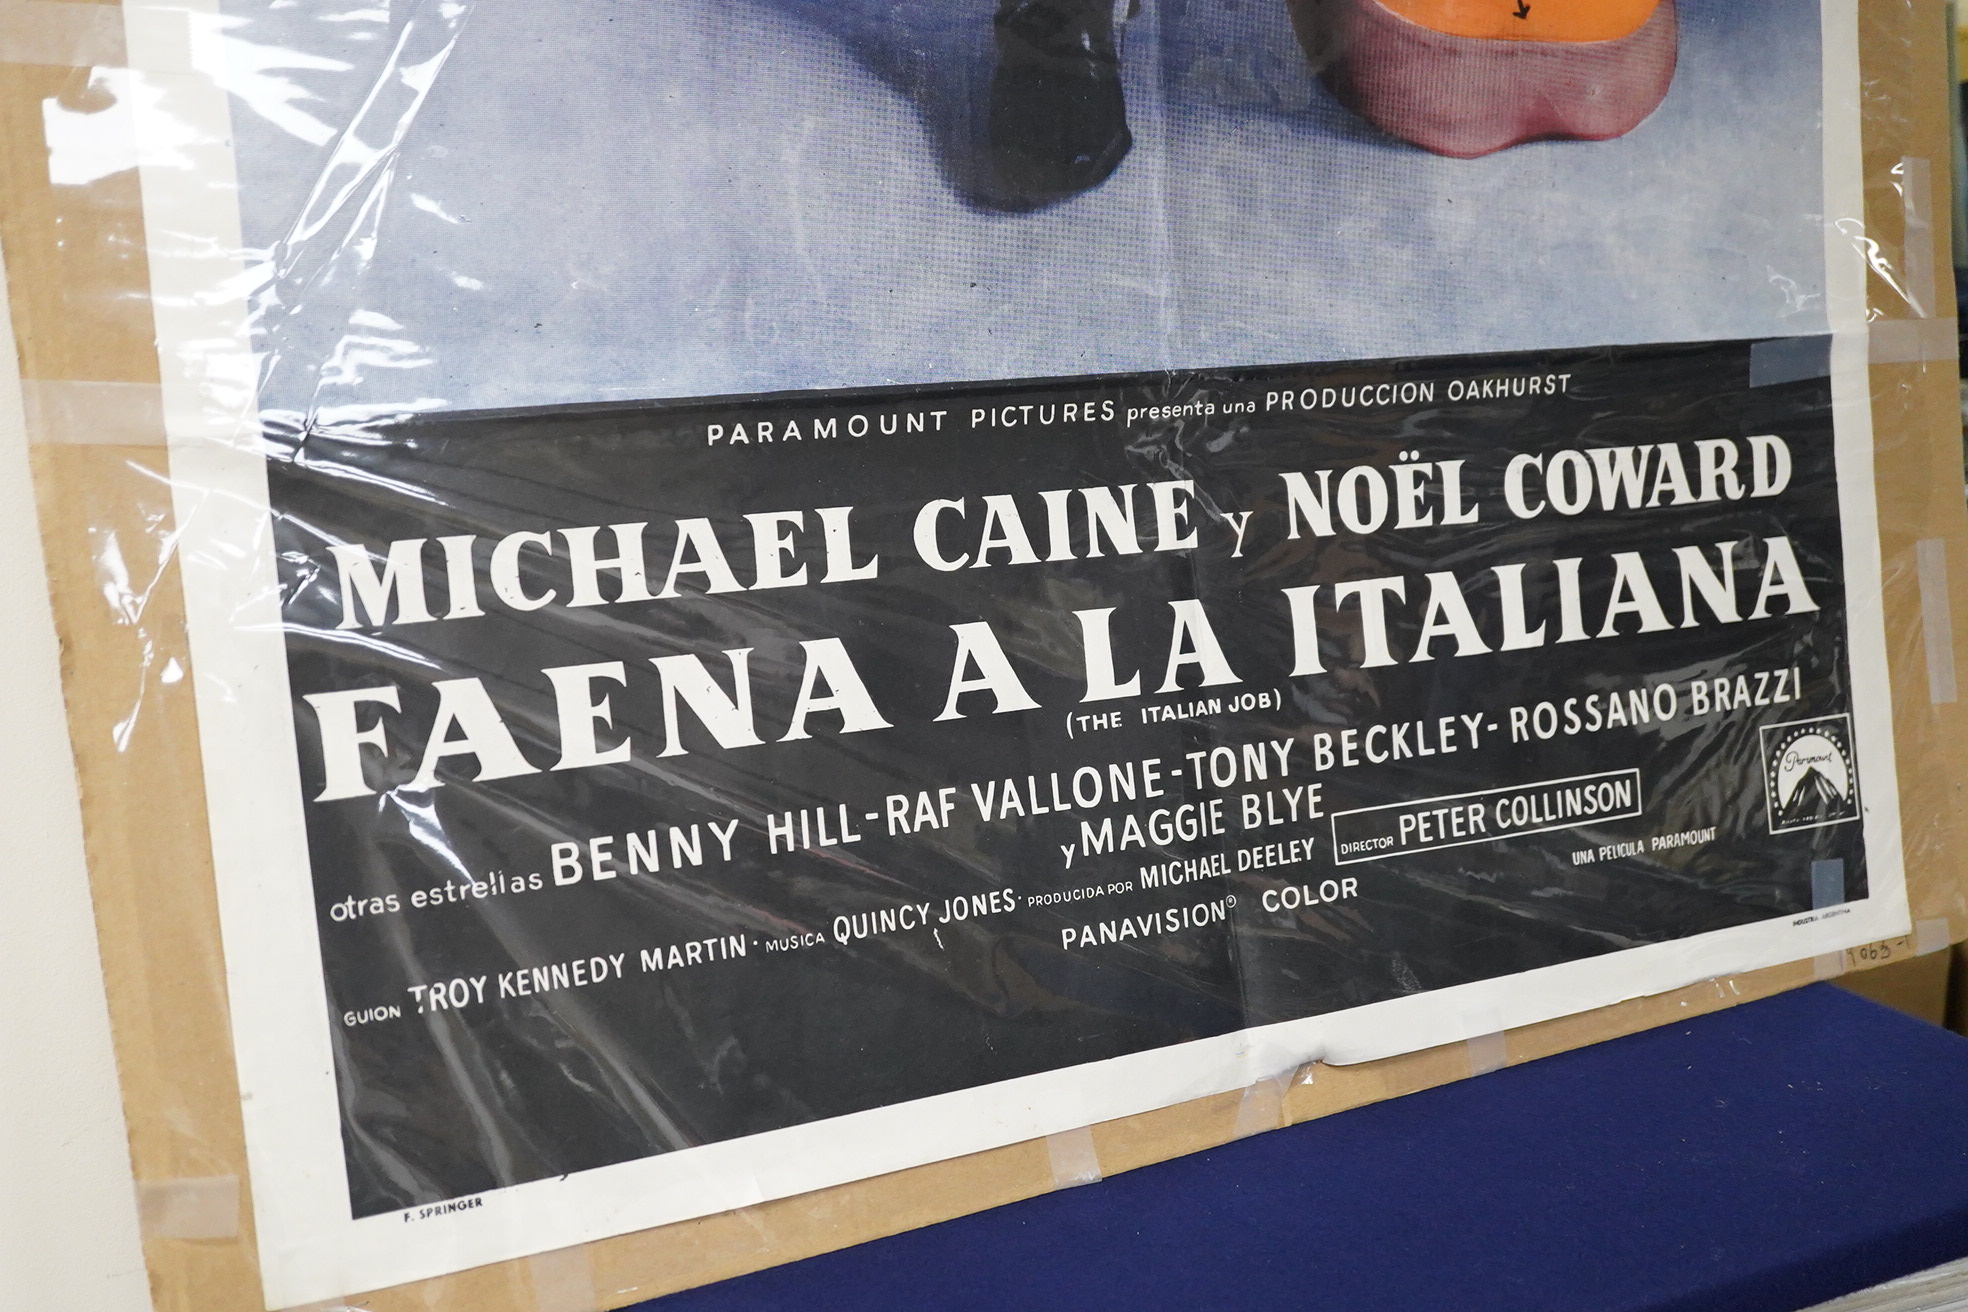 PARAMOUNT PICTURES presenta una PRODUCCION OAKHURST
MICHAEL CAINE y NOËL COWARD
FAENA A LA ITALIANA
(THE ITALIAN JOB)
otras estrellas BENNY HILL-RAF VALLONE-TONY BECKLEY-ROSSANO BRAZZI
y MAGGIE BLYE
GUION TROY KENNEDY MARTIN· MUSICA QUINCY JONES· PRODUCIDA POR MICHAEL DEELEY DIRECTOR PETER COLLINSON
PANAVISION® COLOR
UNA PELICULA PARAMOUNT
Paramount
INDUSTRIA ARGENTINA
F. SPRINGER